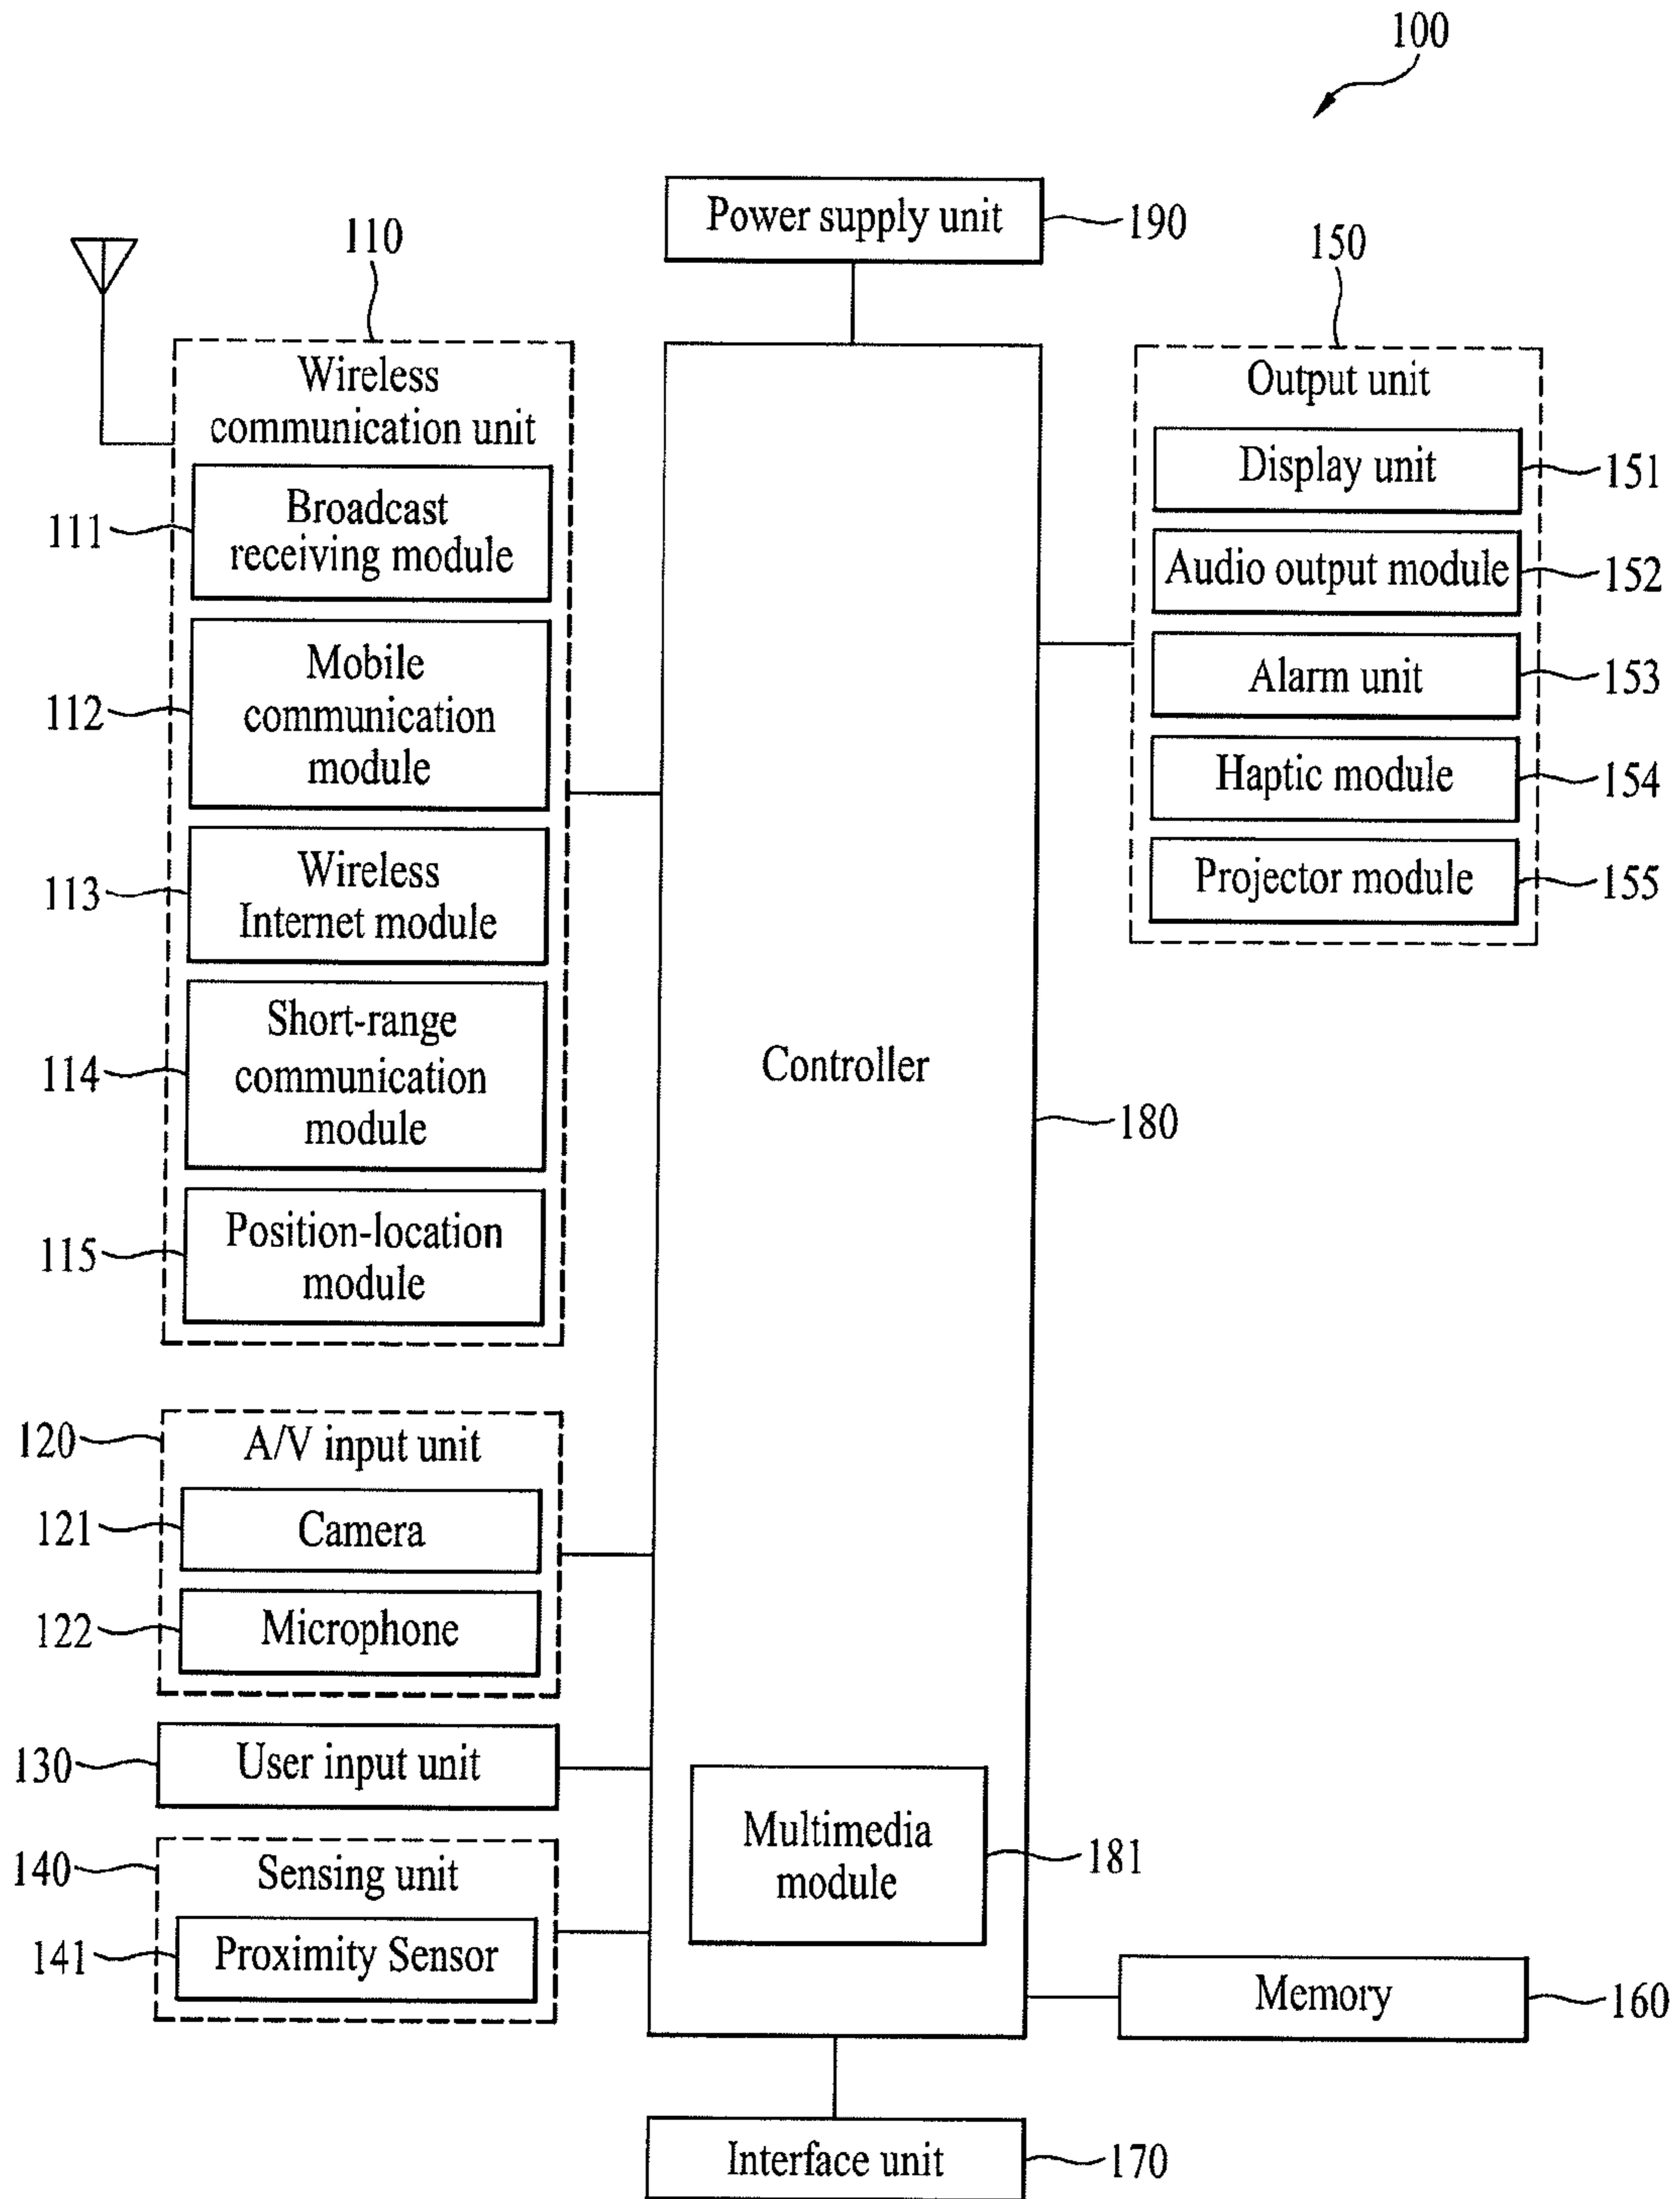 100
Power supply unit
190
110
150
Wireless
communication unit
Broadcast
receiving module
111
Mobile
communication
module
112
Wireless
Internet module
113
Short-range
communication
module
114
Position-location
module
115
Output unit
Display unit
151
Audio output module
152
Alarm unit
153
Haptic module
154
Projector module
155
Controller
180
120
A/V input unit
121
Camera
122
Microphone
130
User input unit
140
Sensing unit
141
Proximity Sensor
Multimedia
module
181
Memory
160
Interface unit
170